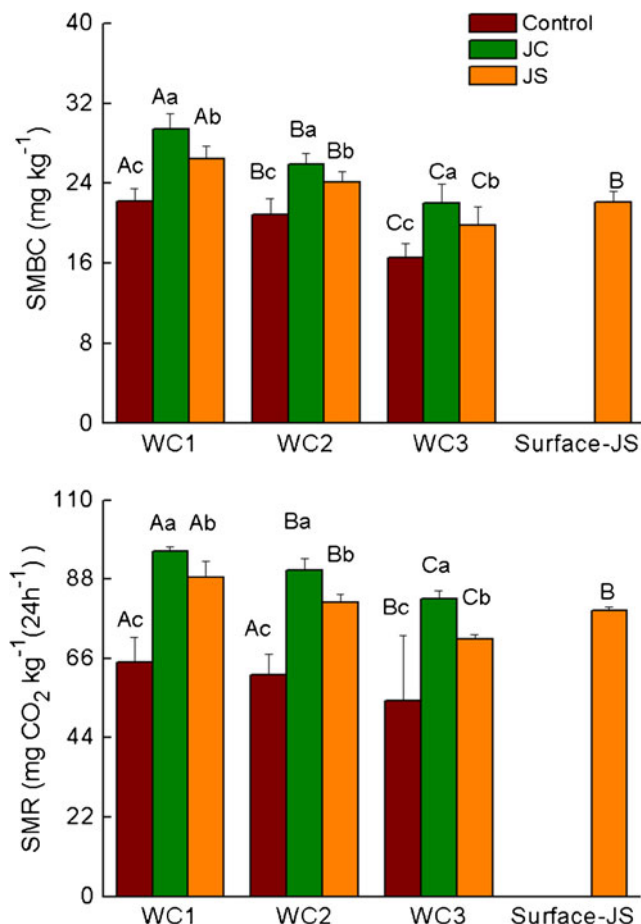 Control
JC
JS
SMBC (mg kg⁻¹)
40
32
24
16
8
0
Aa
Ab
Ac
Ba
Bb
Bc
Ca
Cb
Cc
B
WC1 WC2 WC3 Surface-JS
SMR (mg CO₂ kg⁻¹(24h⁻¹))
110
88
66
44
22
0
Aa Ab
Ac
Ba
Bb
Ac
Ca
Cb
Bc
B
WC1 WC2 WC3 Surface-JS